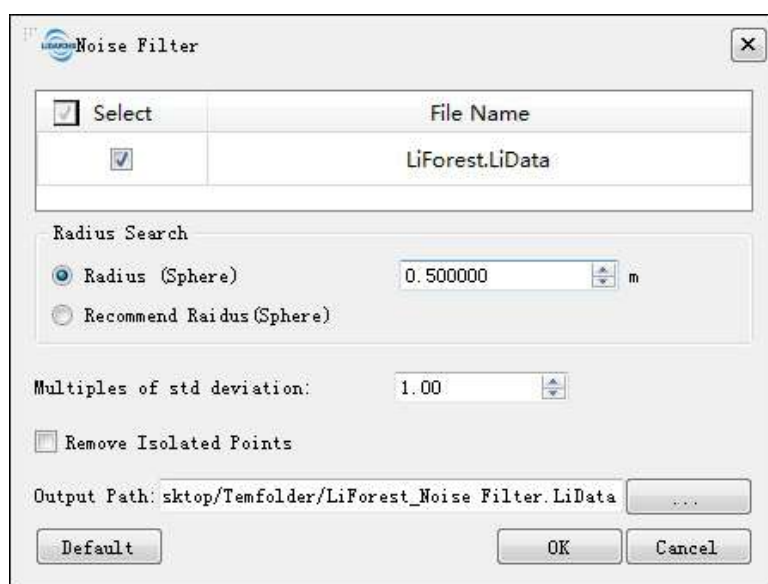 Noise Filter
Select File Name
LiForest.LiData
Radius Search
Radius (Sphere) 0.500000 m
Recommend Raidus(Sphere)
Multiples of std deviation: 1.00
Remove Isolated Points
Output Path: sktop/Temfolder/LiForest_Noise Filter.LiData ...
Default OK Cancel